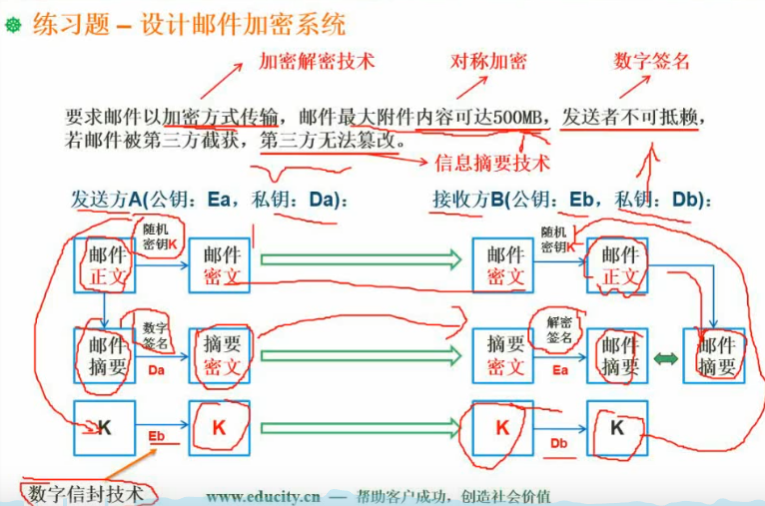 练习题 – 设计邮件加密系统
加密解密技术 对称加密 数字签名
要求邮件以加密方式传输，邮件最大附件内容可达500MB，发送者不可抵赖，
若邮件被第三方截获，第三方无法篡改。
信息摘要技术
发送方A(公钥：Ea，私钥：Da)： 接收方B(公钥：Eb，私钥：Db)：
邮件正文
随机密钥K
邮件密文
邮件密文
随机密钥K
邮件正文
邮件摘要
数字签名
Da
摘要密文
摘要密文
解密签名
Ea
邮件摘要
邮件摘要
K
Eb
K
K
Db
K
数字信封技术
www.educity.cn — 帮助客户成功，创造社会价值